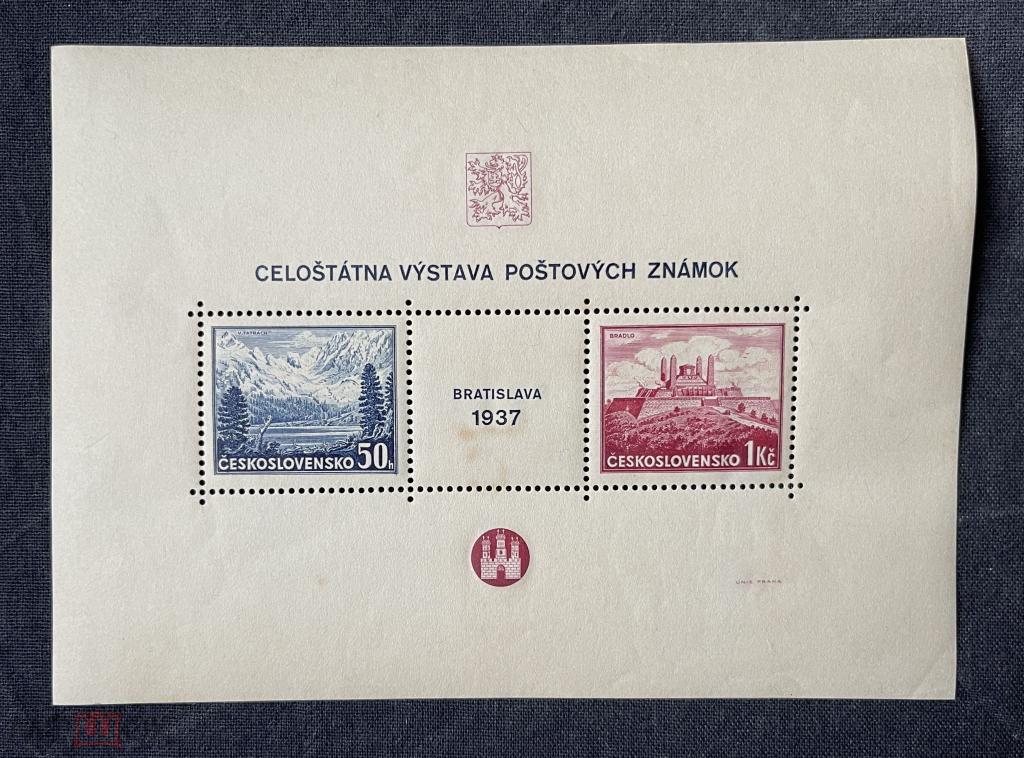 CELOŠTÁTNA VÝSTAVA POŠTOVÝCH ZNÁMOK
V.TATRÁCH
ČESKOSLOVENSKO 50h
BRATISLAVA
1937
BRADLO
ČESKOSLOVENSKO 1Kč
UNIE PRAHA